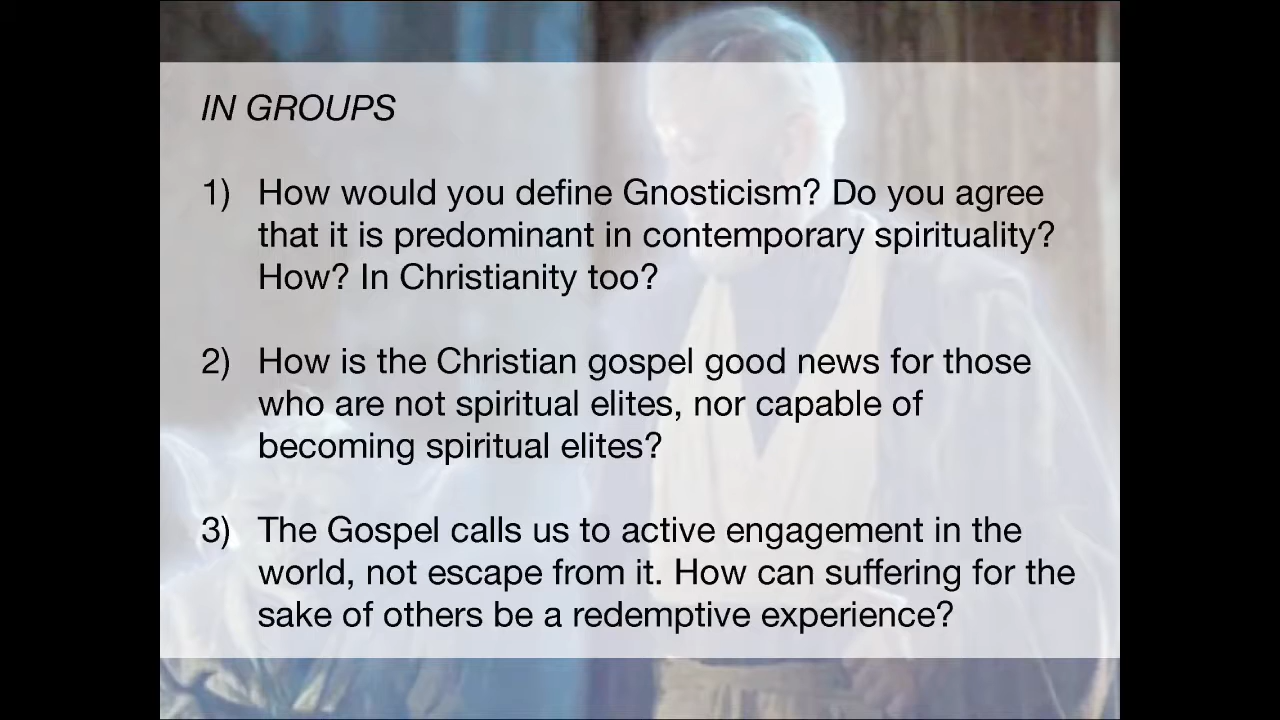 IN GROUPS
1) How would you define Gnosticism? Do you agree
that it is predominant in contemporary spirituality?
How? In Christianity too?
2) How is the Christian gospel good news for those
who are not spiritual elites, nor capable of
becoming spiritual elites?
3) The Gospel calls us to active engagement in the
world, not escape from it. How can suffering for the
sake of others be a redemptive experience?